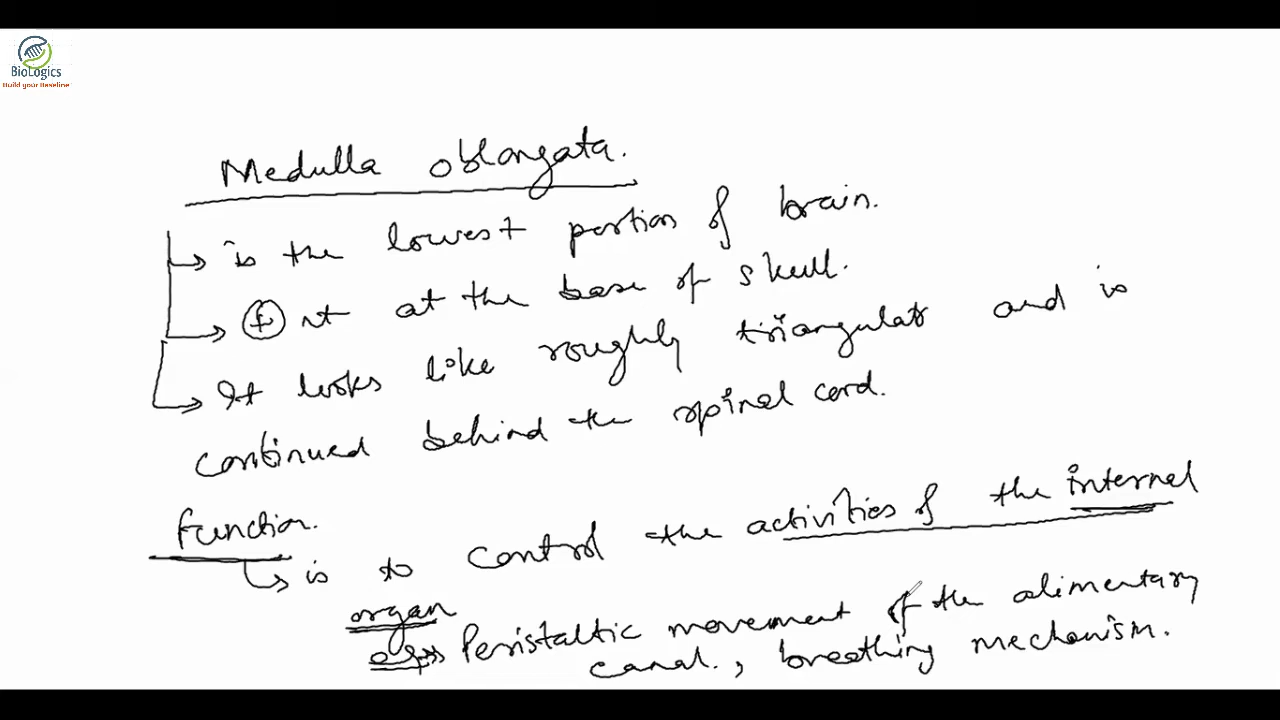 BioLogics
Build your Baseline
Medulla oblongata.
→ is the lowest portion of brain.
→ nt at the base of skull.
→ It looks like roughly triangular and is
continued behind the spinal cord.
Function.
→ is to control the activities of the internal
organ
Peristaltic movement of the alimentary
canal., breathing mechanism.